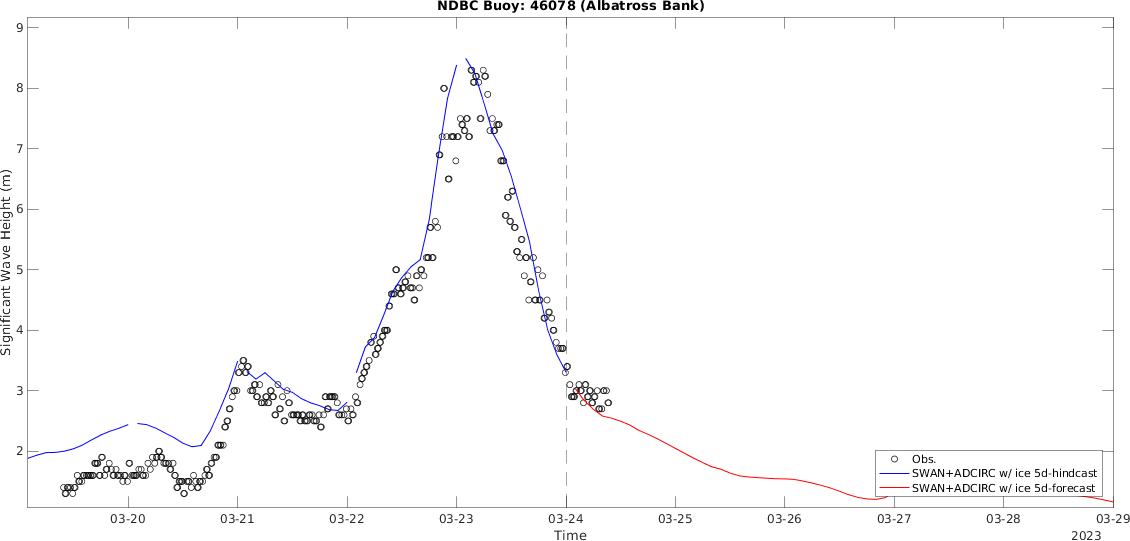 NDBC Buoy: 46078 (Albatross Bank)
Significant Wave Height (m)
9
8
7
6
5
4
3
2
Obs.
SWAN+ADCIRC w/ ice 5d-hindcast
SWAN+ADCIRC w/ ice 5d-forecast
03-20 03-21 03-22 03-23 03-24 03-25 03-26 03-27 03-28 03-29
Time
2023